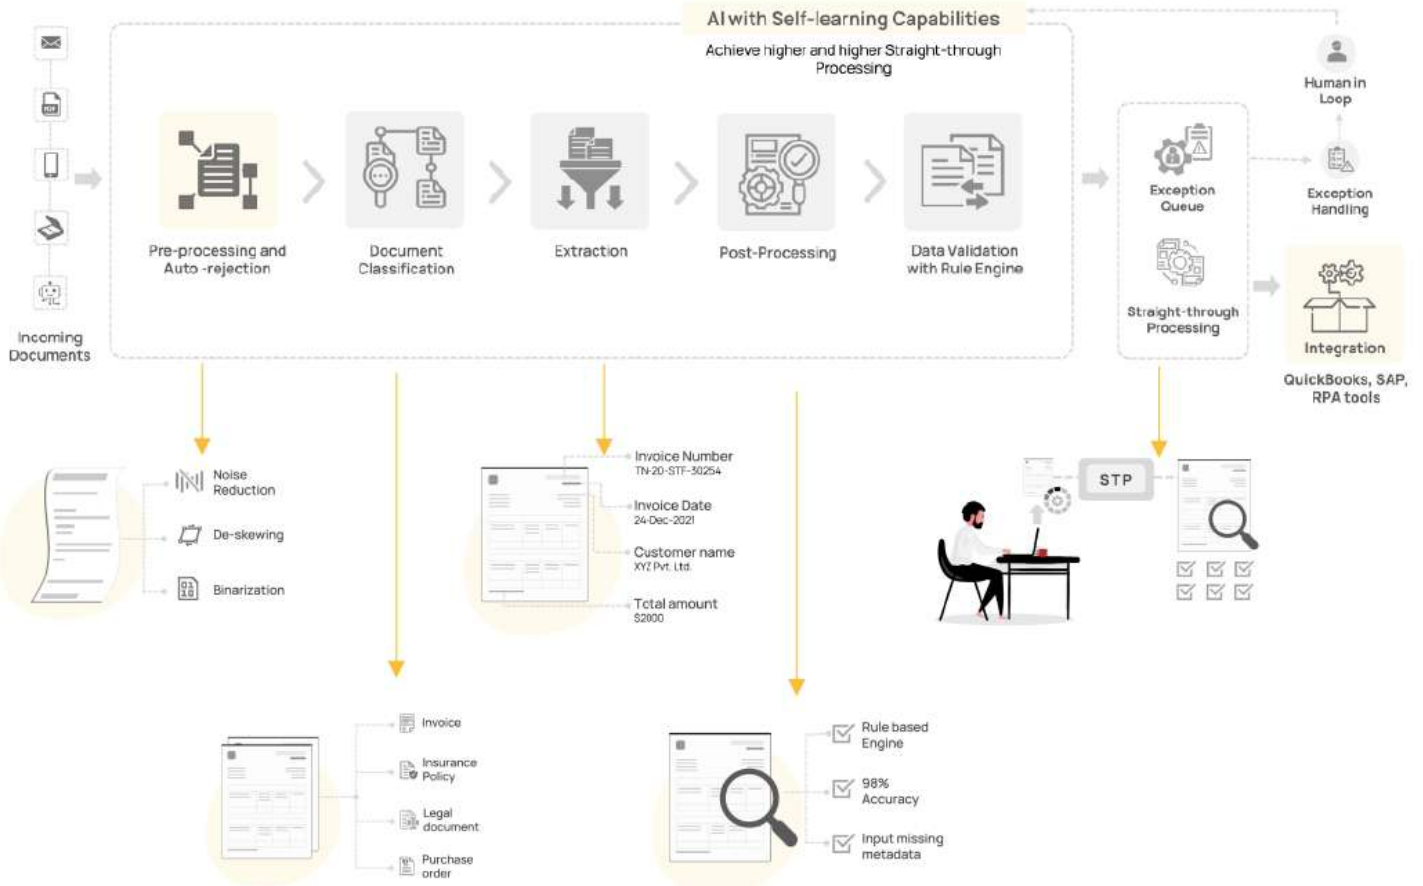 AI with Self-learning Capabilities
Achieve higher and higher Straight-through
Processing
PDF
Incoming
Documents
Pre-processing and
Auto -rejection
Document
Classification
Extraction
Post-Processing
Data Validation
with Rule Engine
Exception
Queue
Straight-through
Processing
Human in
Loop
Exception
Handling
Integration
QuickBooks, SAP,
RPA tools
Noise
Reduction
De-skewing
01
10
Binarization
Invoice Number
TN-20-STF-30254
Invoice Date
24-Dec-2021
Customer name
XYZ Pvt. Ltd.
Total amount
$2000
STP
Invoice
Insurance
Policy
Legal
document
Purchase
order
Rule based
Engine
98%
Accuracy
Input missing
metadata